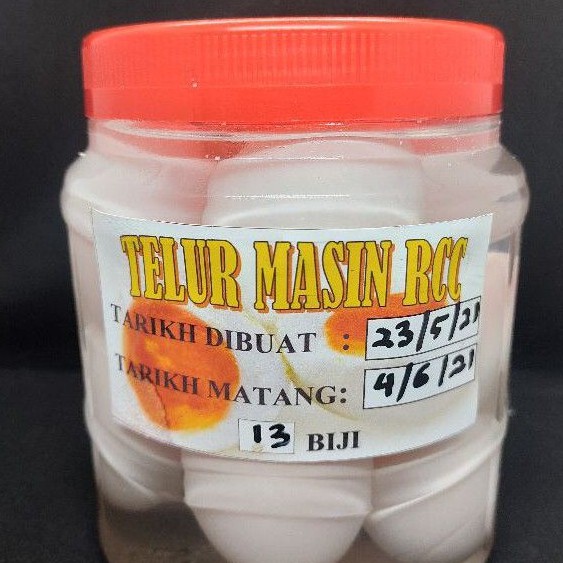 TELUR MASIN RCC
TARIKH DIBUAT : 23/5/21
TARIKH MATANG: 4/6/21
13 BIJI